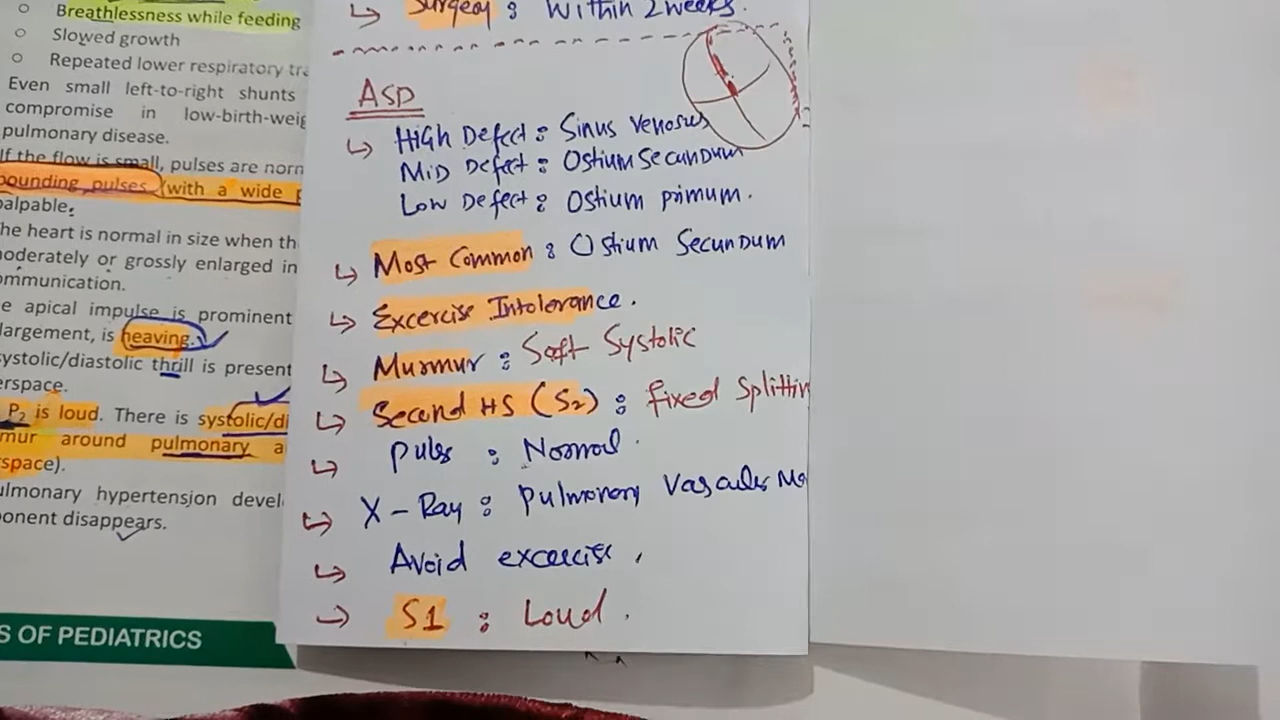 Breathlessness while feeding
Slowed growth
Repeated lower respiratory tra
Even small left-to-right shunts
compromise in low-birth-weig
pulmonary disease.
If the flow is small, pulses are norm
bounding pulses (with a wide p
palpable.
he heart is normal in size when th
moderately or grossly enlarged in
ommunication.
e apical impulse is prominent
largement, is heaving.
systolic/diastolic thrill is present
erspace.
P2 is loud. There is systolic/di
mur around pulmonary a
space).
ulmonary hypertension devel
ponent disappears.
S OF PEDIATRICS
Surgery : Within 2 weeks.
ASD
High Defect : Sinus Venosus
Mid Defect : Ostium Secundum
Low Defect : Ostium primum.
Most Common : Ostium Secundum
Excercise Intolerance.
Murmur : Soft Systolic
Second HS (S2) : fixed Splittin
Puls : Normal.
X-Ray : Pulmonary Vascular Ma
Avoid excercise.
S1 : Loud.